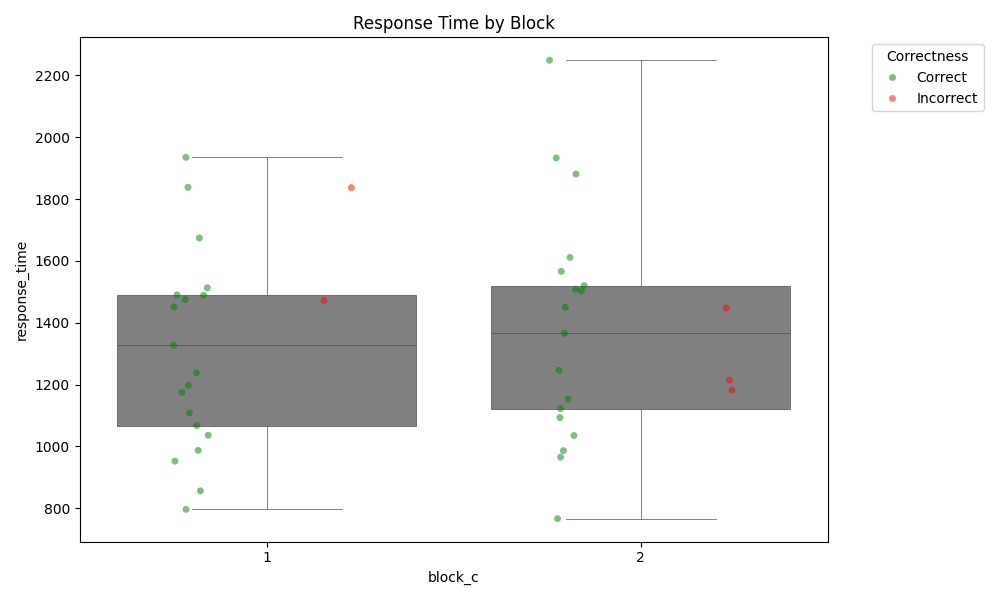 Response Time by Block
Correctness
Correct
Incorrect
response_time
2200
2000
1800
1600
1400
1200
1000
800
1
2
block_c